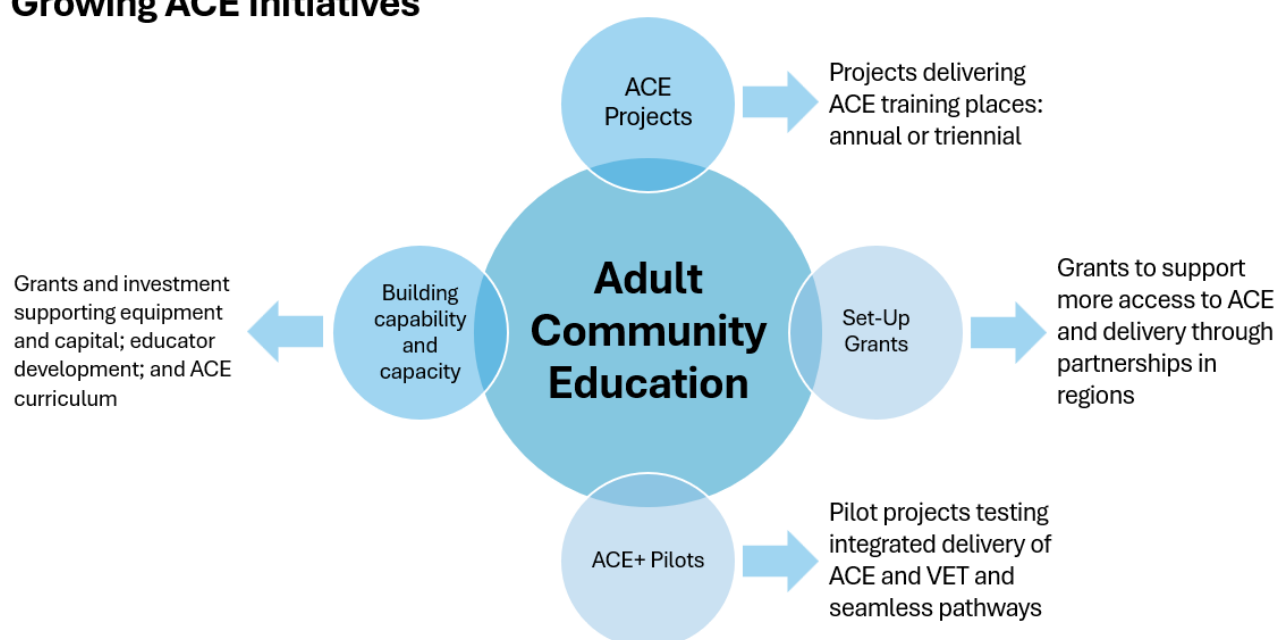 Growing ACE Initiatives
ACE
Projects
Projects delivering
ACE training places:
annual or triennial
Grants and investment
supporting equipment
and capital; educator
development; and ACE
curriculum
Building
capability
and
capacity
Adult
Community
Education
Set-Up
Grants
Grants to support
more access to ACE
and delivery through
partnerships in
regions
ACE+ Pilots
Pilot projects testing
integrated delivery of
ACE and VET and
seamless pathways